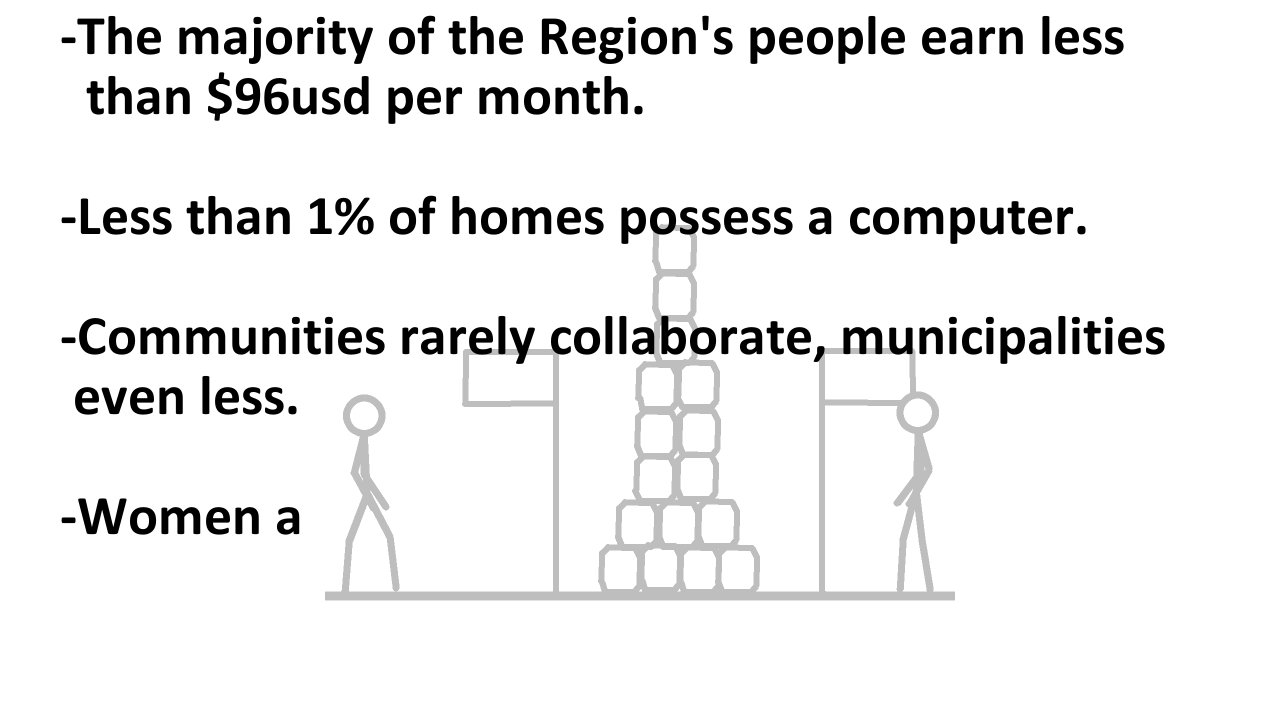 -The majority of the Region's people earn less
than $96usd per month.
-Less than 1% of homes possess a computer.
-Communities rarely collaborate, municipalities
even less.
-Women a